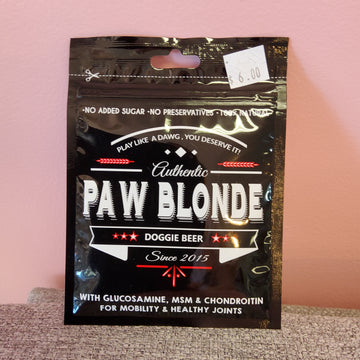 $ 6.00
-NO ADDED SUGAR -NO PRESERVATIVES -100% NATURAL
PLAY LIKE A DAWG, YOU DESERVE IT!
Authentic
PAW BLONDE
DOGGIE BEER
Since 2015
WITH GLUCOSAMINE, MSM & CHONDROITIN
FOR MOBILITY & HEALTHY JOINTS